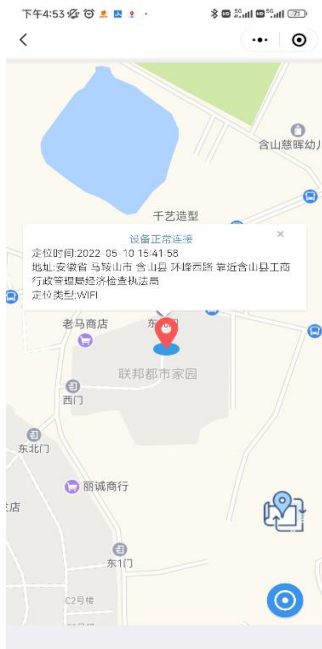 下午4:53
71
含山慈晖幼儿
千艺造型
设备正常连接
×
定位时间:2022-05-10 15:41:58
地址:安徽省 马鞍山市 含山县 环峰西路 靠近含山县工商
行政管理局经济检查执法局
定位类型:WIFI
老马商店
联邦都市家园
西门
东北门
丽诚商行
店
东1门
C2号楼